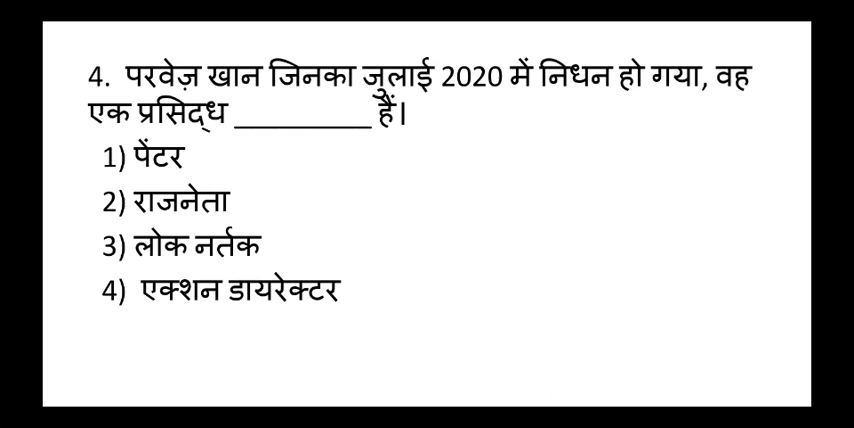 4. परवेज़ खान जिनका जुलाई 2020 में निधन हो गया, वह
एक प्रसिद्ध __________ हैं।
1) पेंटर
2) राजनेता
3) लोक नर्तक
4) एक्शन डायरेक्टर